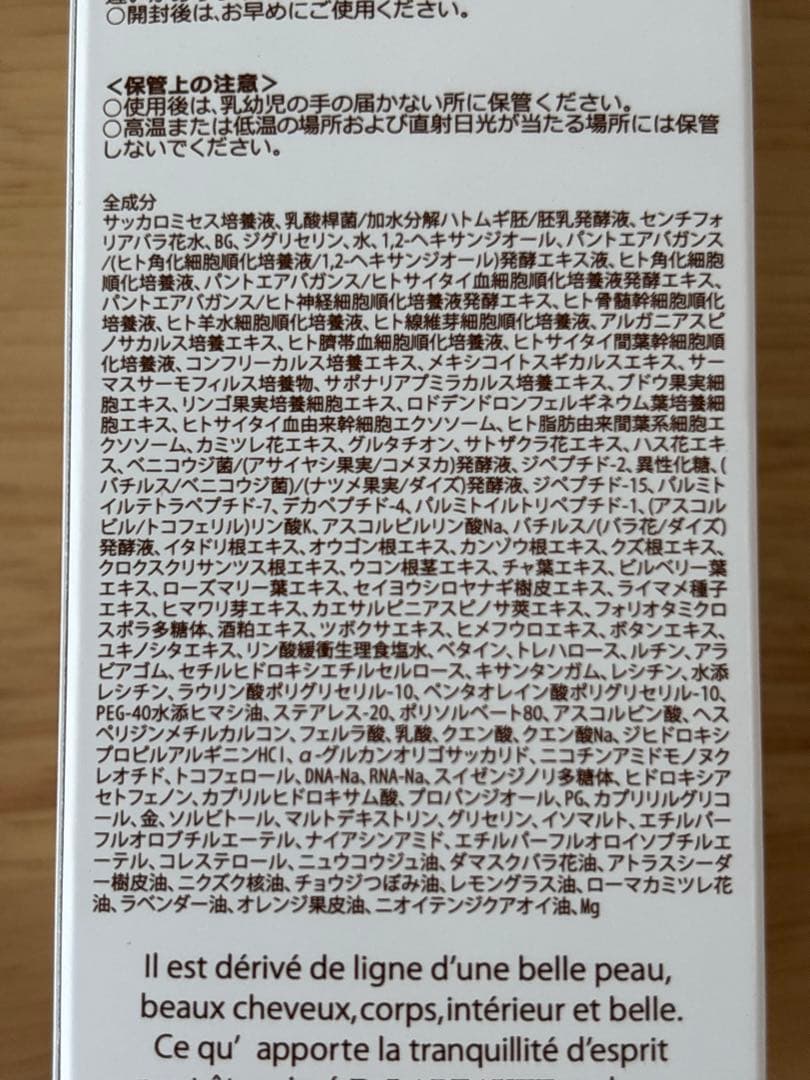 ○開封後は、お早めにご使用ください。
＜保管上の注意＞
○使用後は、乳幼児の手の届かない所に保管ください。
○高温または低温の場所および直射日光が当たる場所には保管
しないでください。
全成分
サッカロミセス培養液、乳酸桿菌/加水分解ハトムギ胚/胚乳発酵液、センチフォ
リアバラ花水、BG、ジグリセリン、水、1,2-ヘキサンジオール、パントエアバガンス
/(ヒト角化細胞順化培養液/1,2-ヘキサンジオール)発酵エキス液、ヒト角化細胞
順化培養液、パントエアバガンス/ヒトサイタイ血細胞順化培養液発酵エキス、
パントエアバガンス/ヒト神経細胞順化培養液発酵エキス、ヒト骨髄幹細胞順化
培養液、ヒト羊水細胞順化培養液、ヒト線維芽細胞順化培養液、アルガニアスピ
ノサカルス培養エキス、ヒト臍帯血細胞順化培養液、ヒトサイタイ間葉幹細胞順
化培養液、コンフリーカルス培養エキス、メキシコイトスギカルスエキス、サー
マスサーモフィルス培養物、サポナリアプミラカルス培養エキス、ブドウ果実細
胞エキス、リンゴ果実培養細胞エキス、ロドデンドロンフェルギネウム葉培養細
胞エキス、ヒトサイタイ血由来幹細胞エクソソーム、ヒト脂肪由来間葉系細胞エ
クソソーム、カミツレ花エキス、グルタチオン、サトザクラ花エキス、ハス花エキ
ス、ベニコウジ菌/(アサイヤシ果実/コメヌカ)発酵液、ジペプチド-2、異性化糖、(
バチルス/ベニコウジ菌)/(ナツメ果実/ダイズ)発酵液、ジペプチド-15、パルミト
イルテトラペプチド-7、デカペプチド-4、パルミトイルトリペプチド-1、(アスコル
ビル/トコフェリル)リン酸K、アスコルビルリン酸Na、バチルス/(バラ花/ダイズ)
発酵液、イタドリ根エキス、オウゴン根エキス、カンゾウ根エキス、クズ根エキス、
クロクスクリサンツス根エキス、ウコン根茎エキス、チャ葉エキス、ビルベリー葉
エキス、ローズマリー葉エキス、セイヨウシロヤナギ樹皮エキス、ライマメ種子
エキス、ヒマワリ芽エキス、カエサルピニアスピノサ莢エキス、フォリオタミクロ
スポラ多糖体、酒粕エキス、ツボクサエキス、ヒメフウロエキス、ボタンエキス、
ユキノシタエキス、リン酸緩衝生理食塩水、ベタイン、トレハロース、ルチン、アラ
ビアゴム、セチルヒドロキシエチルセルロース、キサンタンガム、レシチン、水添
レシチン、ラウリン酸ポリグリセリル-10、ペンタオレイン酸ポリグリセリル-10、
PEG-40水添ヒマシ油、ステアレス-20、ポリソルベート80、アスコルビン酸、ヘス
ペリジンメチルカルコン、フェルラ酸、乳酸、クエン酸、クエン酸Na、ジヒドロキシ
プロピルアルギニンHCl、α-グルカンオリゴサッカリド、ニコチンアミドモノヌク
レオチド、トコフェロール、DNA-Na、RNA-Na、スイゼンジノリ多糖体、ヒドロキシア
セトフェノン、カプリルヒドロキサム酸、プロパンジオール、PG、カプリリルグリコ
ール、金、ソルビトール、マルトデキストリン、グリセリン、イソマルト、エチルパー
フルオロブチルエーテル、ナイアシンアミド、エチルパーフルオロイソブチルエ
ーテル、コレステロール、ニュウコウジュ油、ダマスクバラ花油、アトラスシーダ
ー樹皮油、ニクズク核油、チョウジつぼみ油、レモングラス油、ローマカミツレ花
油、ラベンダー油、オレンジ果皮油、ニオイテンジクアオイ油、Mg
Il est dérivé de ligne d'une belle peau,
beaux cheveux,corps,intérieur et belle.
Ce qu' apporte la tranquillité d'esprit